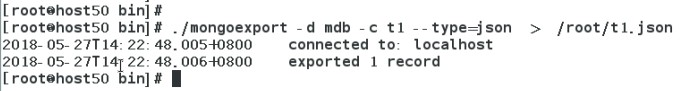 [root@host50 bin]#
[root@host50 bin]# ./mongoexport -d mdb -c t1 --type=json > /root/t1.json
2018-05-27T14:22:48.005+0800 connected to: localhost
2018-05-27T14:22:48.006+0800 exported 1 record
[root@host50 bin]#